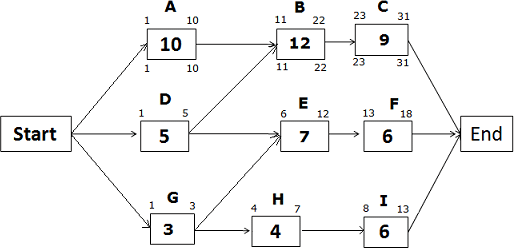 A B C
1 10 11 22 23 31
10 12 9
1 10 11 22 23 31
D E F
1 5 6 12 13 18
Start 5 7 6 End
G H I
1 3 4 7 8 13
3 4 6